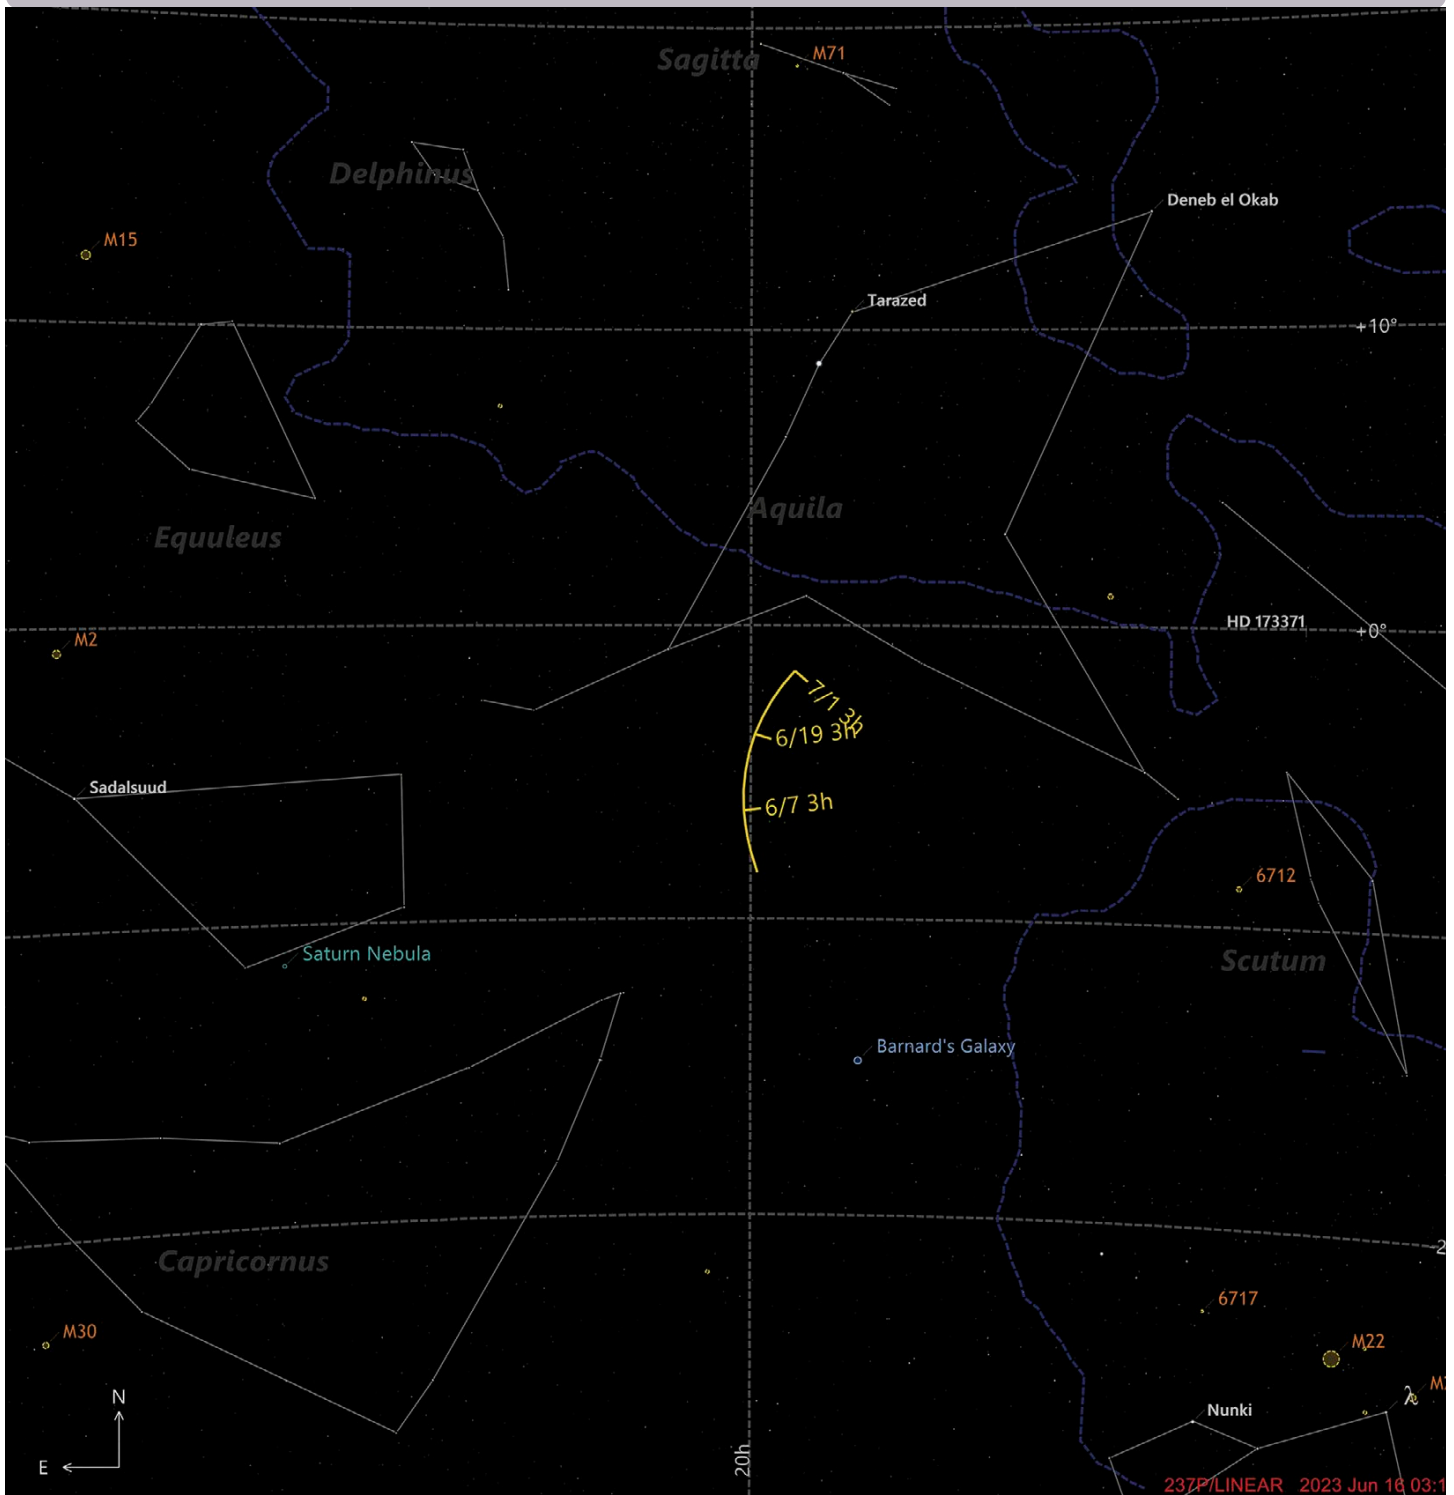 Sagitta
M71
Delphinus
Deneb el Okab
M15
Tarazed
+10°
Aquila
Equuleus
HD 173371
+0°
M2
7/1 3h
6/19 3h
Sadalsuud
6/7 3h
6712
Saturn Nebula
Scutum
Barnard's Galaxy
Capricornus
6717
M30
M22
N
λ
Nunki
E
20h
237P/LINEAR 2023 Jun 16 03:1